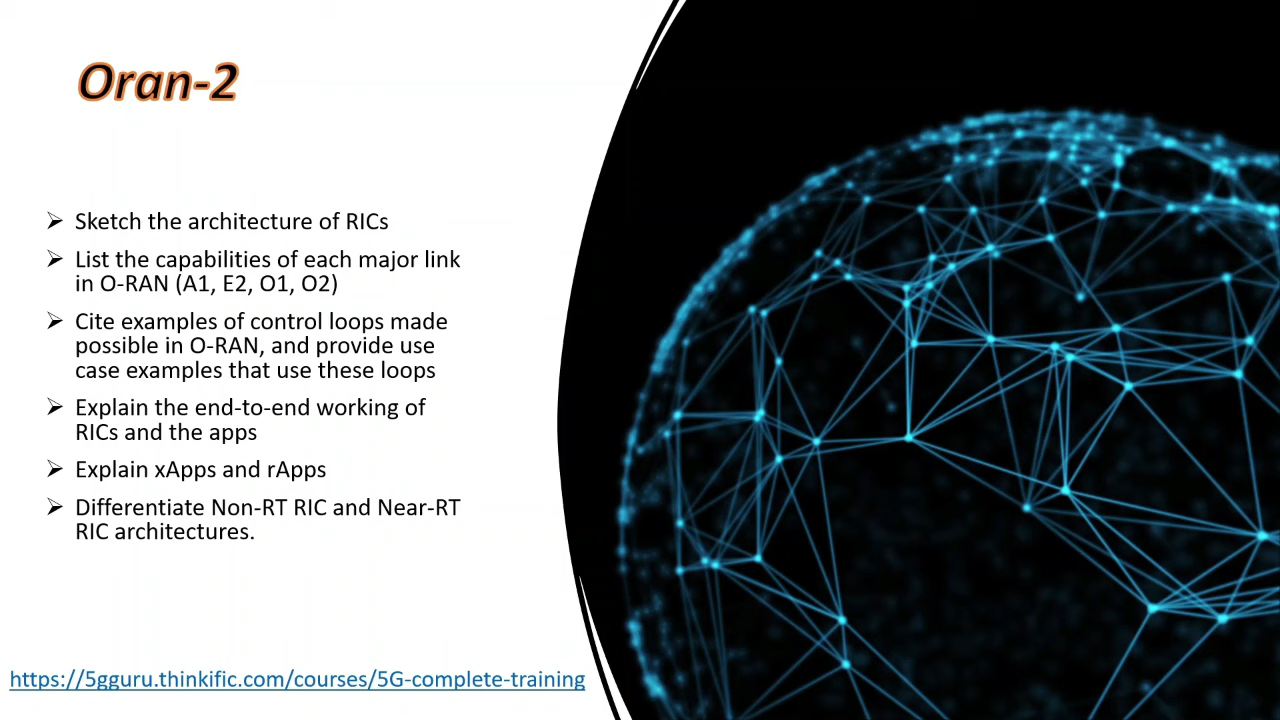 Oran-2
➢ Sketch the architecture of RICs
➢ List the capabilities of each major link
in O-RAN (A1, E2, O1, O2)
➢ Cite examples of control loops made
possible in O-RAN, and provide use
case examples that use these loops
➢ Explain the end-to-end working of
RICs and the apps
➢ Explain xApps and rApps
➢ Differentiate Non-RT RIC and Near-RT
RIC architectures.
https://5gguru.thinkific.com/courses/5G-complete-training